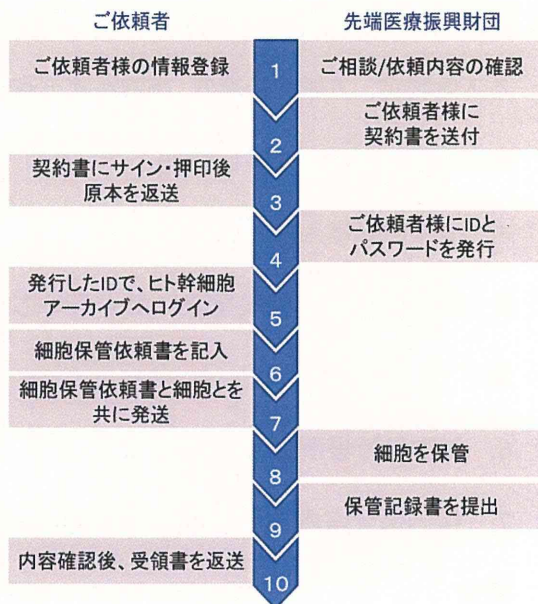 ご依頼者
先端医療振興財団
ご依頼者様の情報登録
1
ご相談/依頼内容の確認
2
ご依頼者様に
契約書を送付
契約書にサイン・押印後
原本を返送
3
4
ご依頼者様にIDと
パスワードを発行
発行したIDで、ヒト幹細胞
アーカイブへログイン
5
細胞保管依頼書を記入
6
細胞保管依頼書と細胞とを
共に発送
7
8
細胞を保管
9
保管記録書を提出
内容確認後、受領書を返送
10